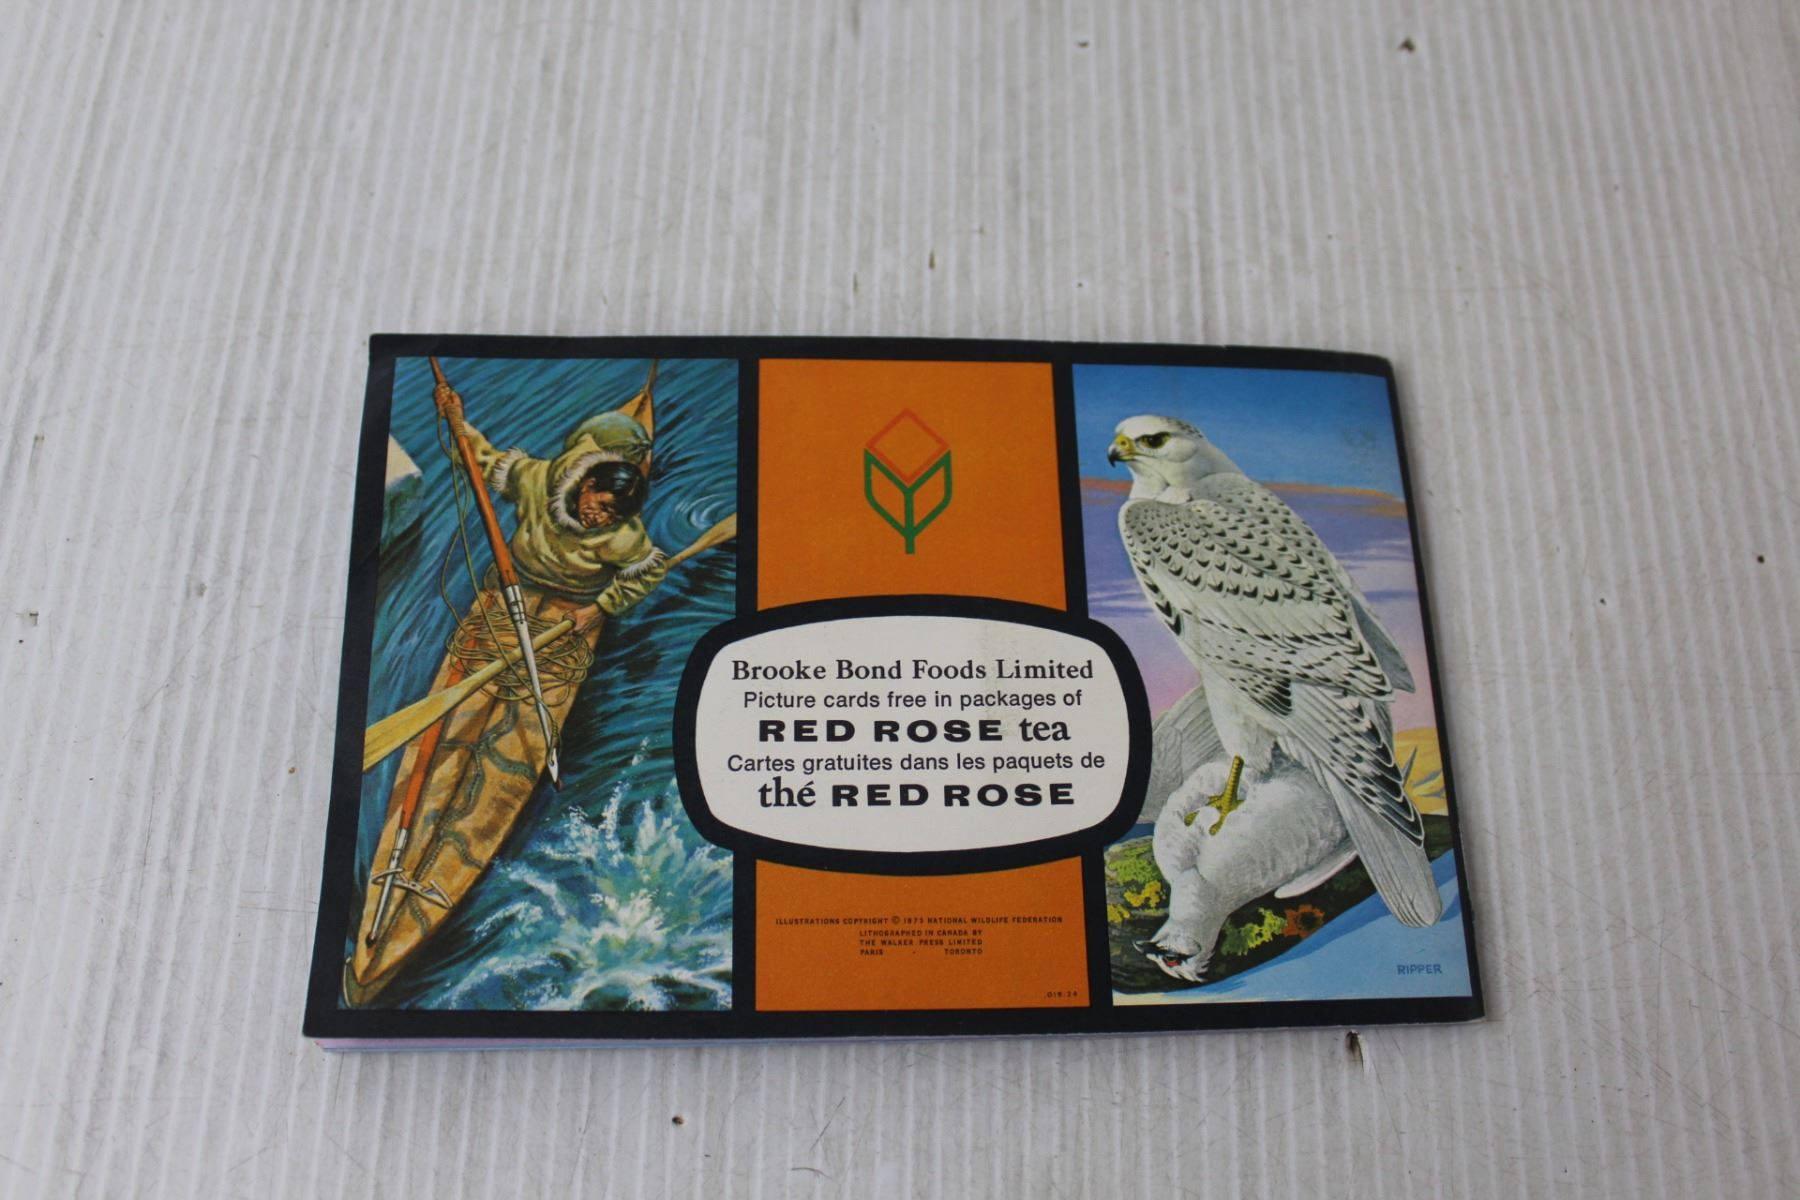 Brooke Bond Foods Limited
Picture cards free in packages of
RED ROSE tea
Cartes gratuites dans les paquets de
thé RED ROSE
ILLUSTRATIONS COPYRIGHT © 1973 NATIONAL WILDLIFE FEDERATION
LITHOGRAPHED IN CANADA BY
THE WALKER PRESS LIMITED
PARIS - TORONTO
RIPPER